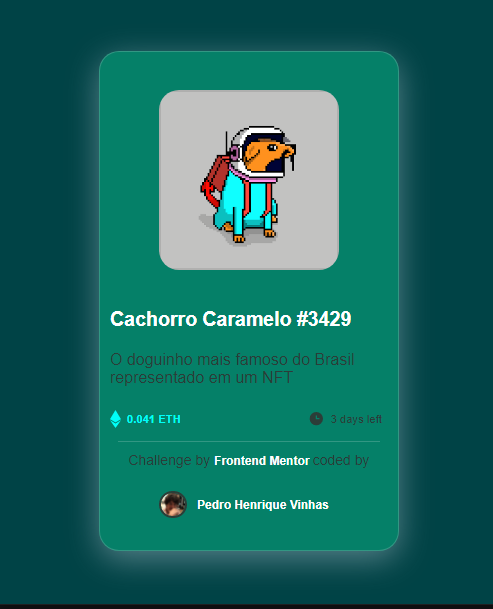 Cachorro Caramelo #3429
O doguinho mais famoso do Brasil
representado em um NFT
0.041 ETH
3 days left
Challenge by Frontend Mentor coded by
Pedro Henrique Vinhas